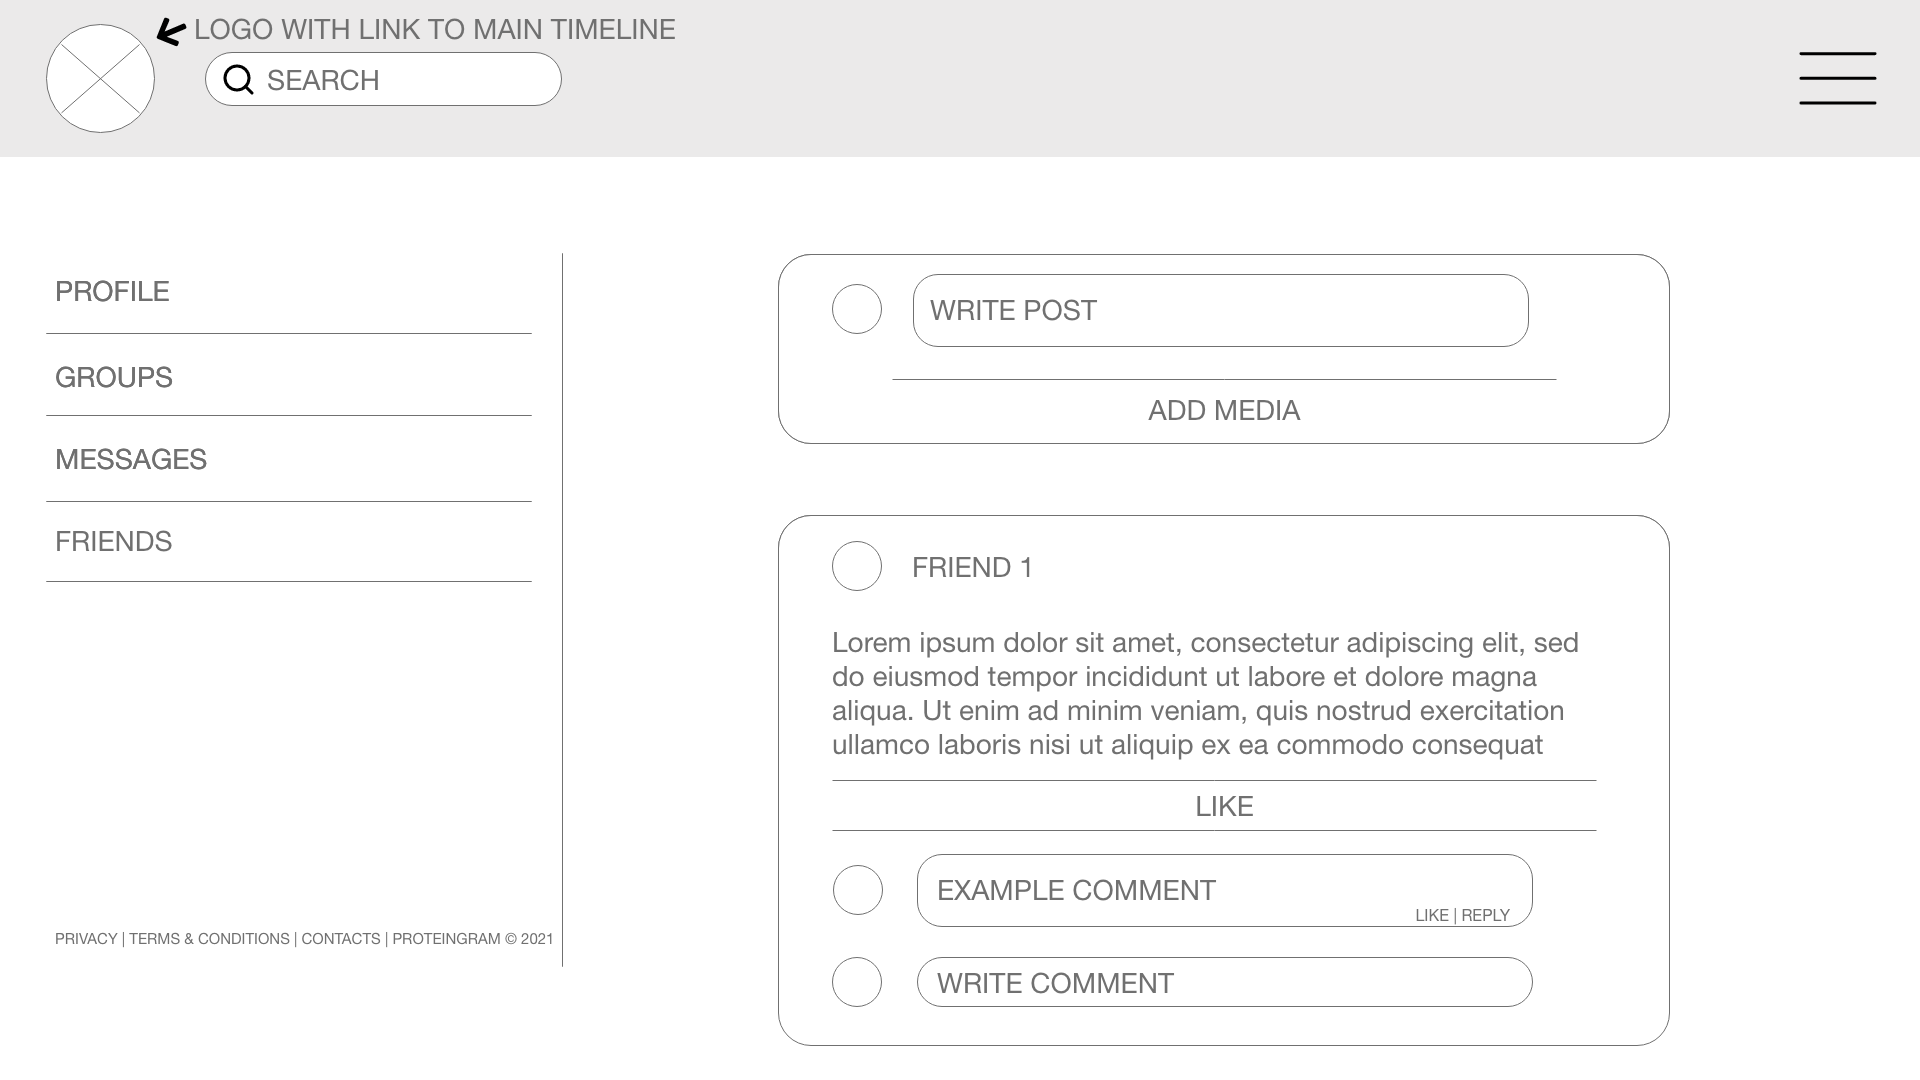 LOGO WITH LINK TO MAIN TIMELINE
SEARCH
PROFILE
GROUPS
MESSAGES
FRIENDS
PRIVACY | TERMS & CONDITIONS | CONTACTS | PROTEINGRAM © 2021
WRITE POST
ADD MEDIA
FRIEND 1
Lorem ipsum dolor sit amet, consectetur adipiscing elit, sed
do eiusmod tempor incididunt ut labore et dolore magna
aliqua. Ut enim ad minim veniam, quis nostrud exercitation
ullamco laboris nisi ut aliquip ex ea commodo consequat
LIKE
EXAMPLE COMMENT
LIKE | REPLY
WRITE COMMENT